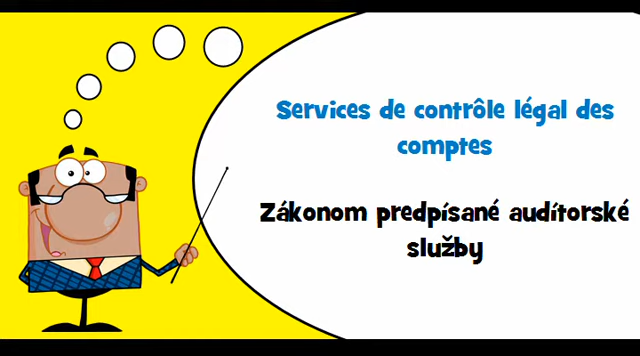 Services de contrôle légal des
comptes
Zákonom predpísané audítorské
služby